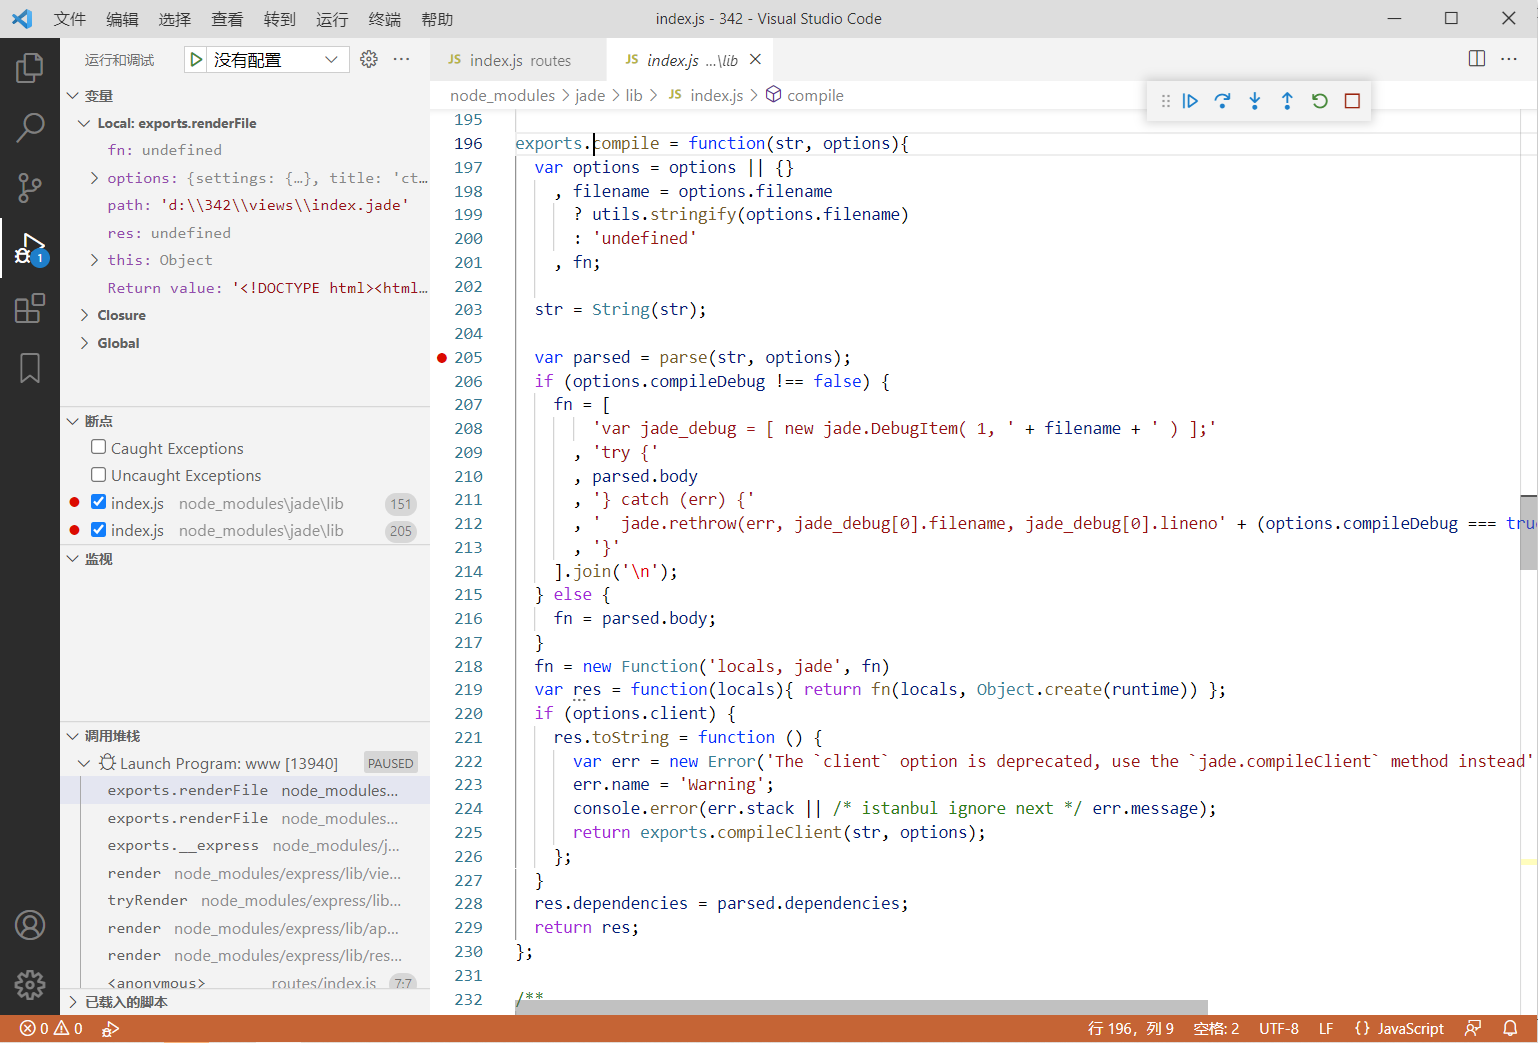 文件 编辑 选择 查看 转到 运行 终端 帮助 index.js - 342 - Visual Studio Code
运行和调试 没有配置
JS index.js routes JS index.js ...\lib
node_modules > jade > lib > JS index.js > compile
变量
Local: exports.renderFile
fn: undefined
options: {settings: {…}, title: 'ct…
path: 'd:\\342\\views\\index.jade'
res: undefined
this: Object
Return value: '<!DOCTYPE html><html…
Closure
Global
断点
Caught Exceptions
Uncaught Exceptions
index.js node_modules\jade\lib 151
index.js node_modules\jade\lib 205
监视
调用堆栈
Launch Program: www [13940] PAUSED
exports.renderFile node_modules...
exports.renderFile node_modules...
exports.__express node_modules/j...
render node_modules/express/lib/vie...
tryRender node_modules/express/lib...
render node_modules/express/lib/ap...
render node_modules/express/lib/res...
<anonymous> routes/index.js 7:7
已载入的脚本
195
196 exports.compile = function(str, options){
197 var options = options || {}
198 , filename = options.filename
199 ? utils.stringify(options.filename)
200 : 'undefined'
201 , fn;
202
203 str = String(str);
204
205 var parsed = parse(str, options);
206 if (options.compileDebug !== false) {
207 fn = [
208 'var jade_debug = [ new jade.DebugItem( 1, ' + filename + ' ) ];'
209 , 'try {'
210 , parsed.body
211 , '} catch (err) {'
212 , '  jade.rethrow(err, jade_debug[0].filename, jade_debug[0].lineno' + (options.compileDebug === tru
213 , '}'
214 ].join('\n');
215 } else {
216 fn = parsed.body;
217 }
218 fn = new Function('locals, jade', fn)
219 var res = function(locals){ return fn(locals, Object.create(runtime)) };
220 if (options.client) {
221 res.toString = function () {
222 var err = new Error('The `client` option is deprecated, use the `jade.compileClient` method instead'
223 err.name = 'Warning';
224 console.error(err.stack || /* istanbul ignore next */ err.message);
225 return exports.compileClient(str, options);
226 };
227 }
228 res.dependencies = parsed.dependencies;
229 return res;
230 };
231
232 /**
0 0 行 196，列 9 空格: 2 UTF-8 LF {} JavaScript